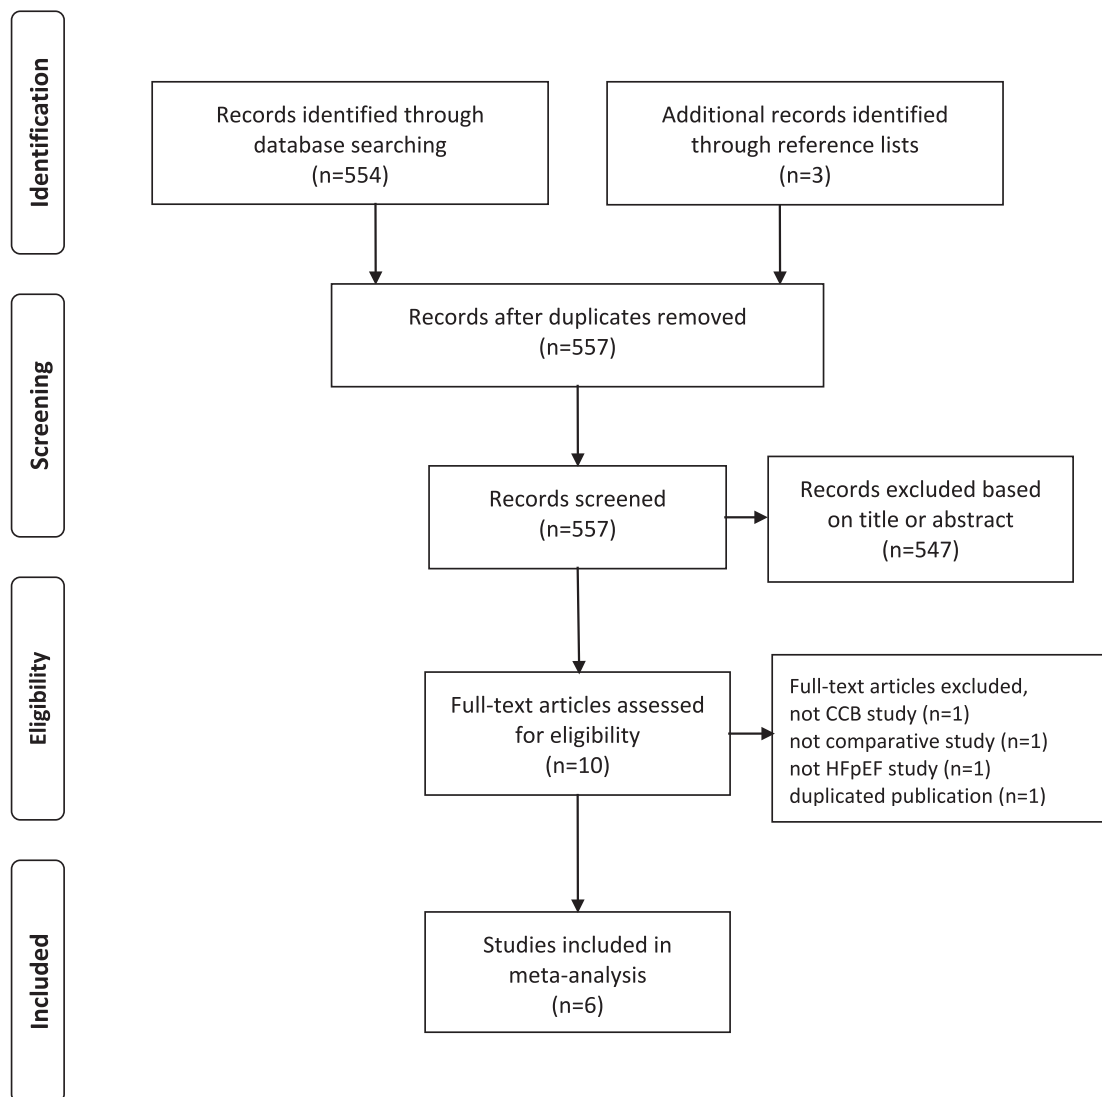 Identification
Records identified through
database searching
(n=554)
Additional records identified
through reference lists
(n=3)
Screening
Records after duplicates removed
(n=557)
Records screened
(n=557)
Records excluded based
on title or abstract
(n=547)
Eligibility
Full-text articles assessed
for eligibility
(n=10)
Full-text articles excluded,
not CCB study (n=1)
not comparative study (n=1)
not HFpEF study (n=1)
duplicated publication (n=1)
Included
Studies included in
meta-analysis
(n=6)